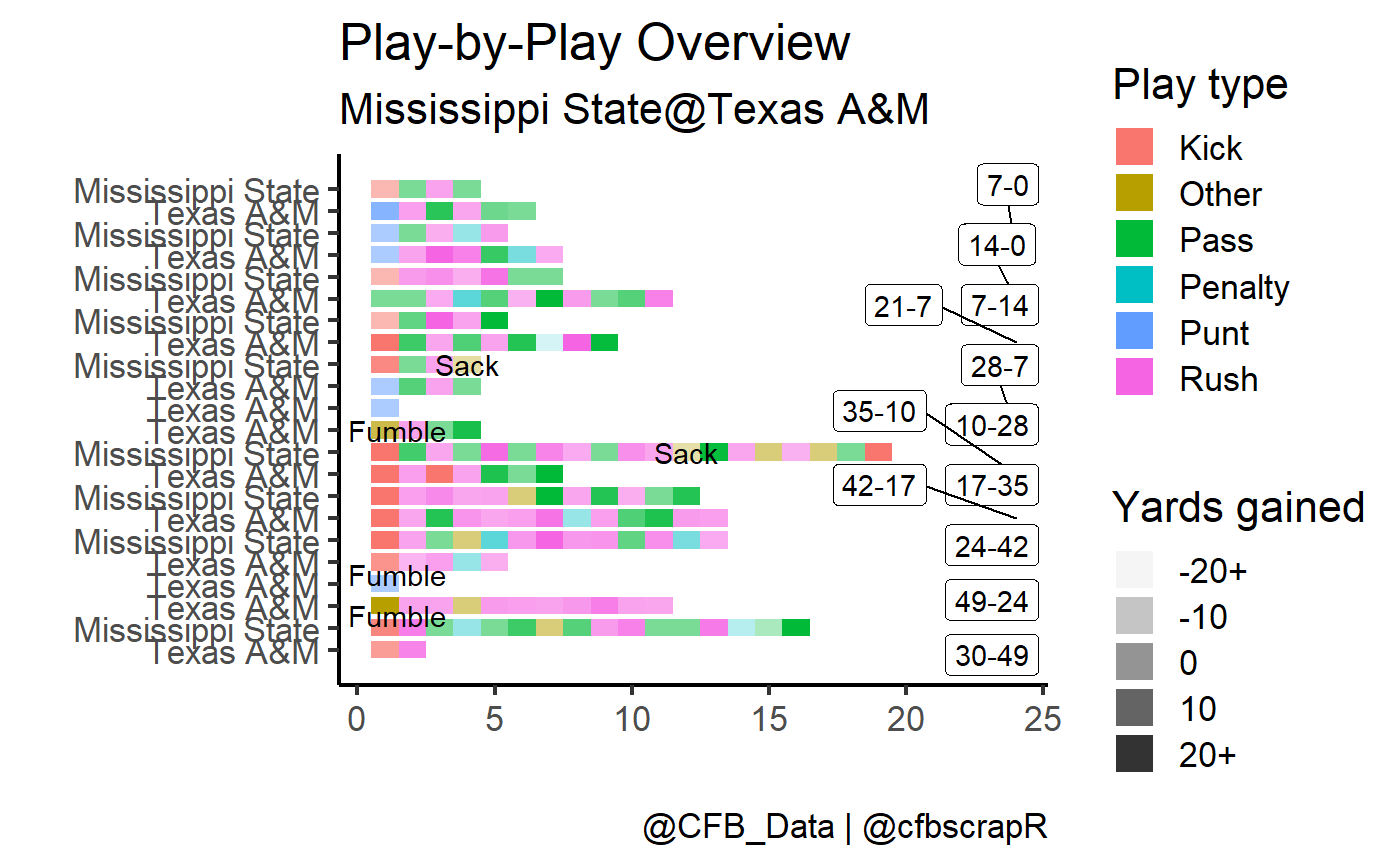 Play-by-Play Overview
Mississippi State@Texas A&M
Mississippi State
Texas A&M
Mississippi State
Texas A&M
Mississippi State
Texas A&M
Mississippi State
Texas A&M
Mississippi State
Texas A&M
Texas A&M
Texas A&M
Mississippi State
Texas A&M
Mississippi State
Texas A&M
Mississippi State
Texas A&M
Texas A&M
Texas A&M
Mississippi State
Texas A&M
Sack
Fumble
Sack
Fumble
Fumble
7-0
14-0
21-7
7-14
28-7
35-10
10-28
42-17
17-35
24-42
49-24
30-49
0 5 10 15 20 25
Play type
Kick
Other
Pass
Penalty
Punt
Rush
Yards gained
-20+
-10
0
10
20+
@CFB_Data | @cfbscrapR